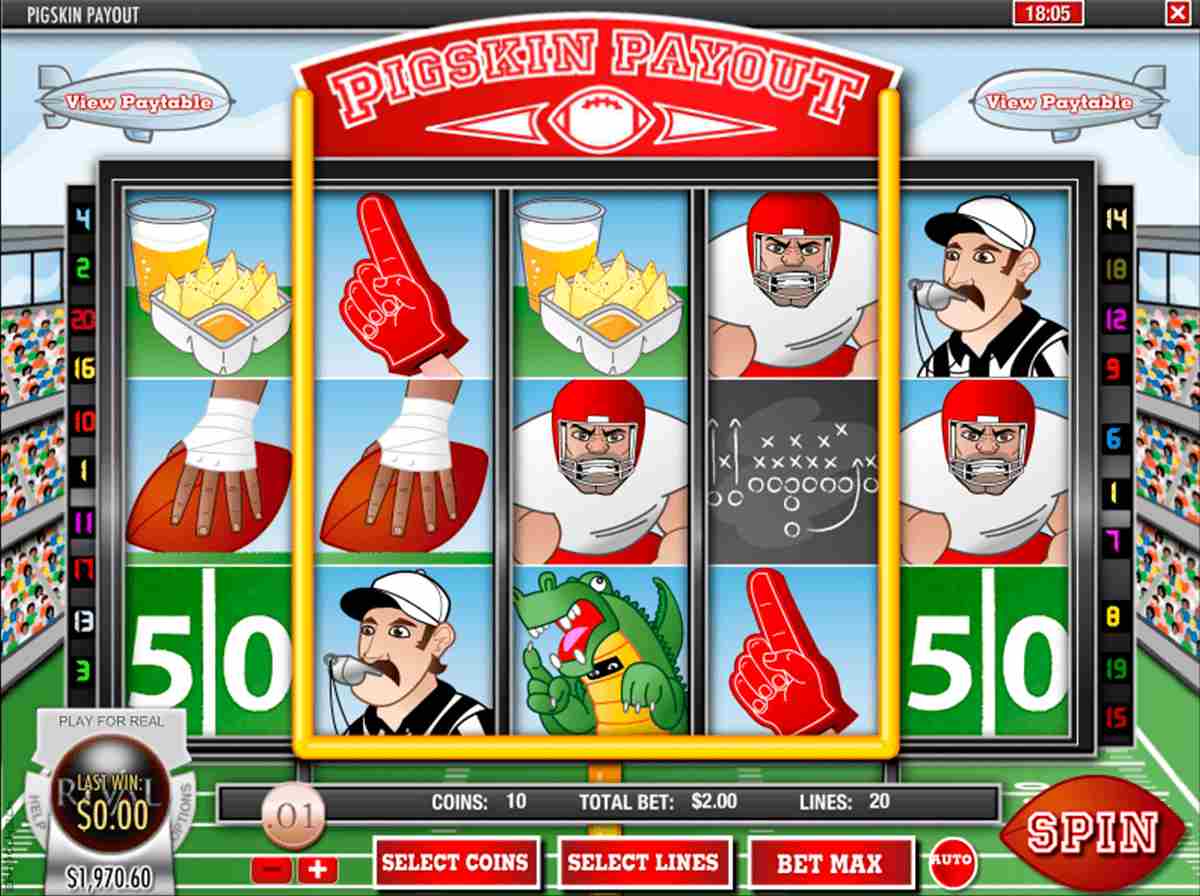 PIGSKIN PAYOUT
18:05
X
PIGSKIN PAYOUT
View Paytable
View Paytable
4
2
20
16
10
1
11
17
13
3
14
18
12
9
6
1
7
8
19
15
50
50
PLAY FOR REAL
RIVAL
LAST WIN:
$0.00
HELP
OPTIONS
$1,970.60
.01
- +
COINS: 10 TOTAL BET: $2.00 LINES: 20
SELECT COINS SELECT LINES BET MAX AUTO
SPIN